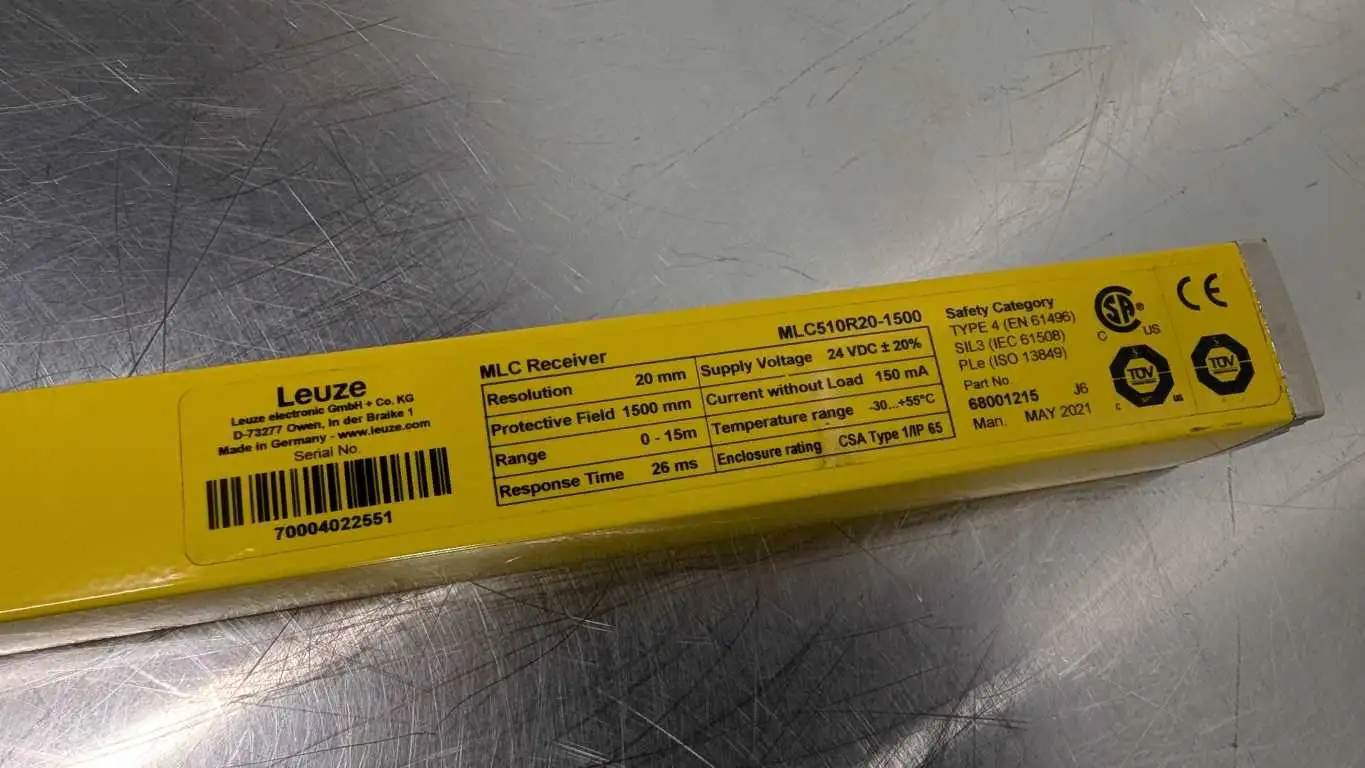 Leuze
Leuze electronic GmbH + Co. KG
D-73277 Owen, In der Braike 1
Made in Germany - www.leuze.com
Serial No.
70004022551
MLC Receiver
MLC510R20-1500
Resolution 20 mm
Protective Field 1500 mm
Range 0 - 15m
Response Time 26 ms
Supply Voltage 24 VDC ± 20%
Current without Load 150 mA
Temperature range -30...+55°C
Enclosure rating CSA Type 1/IP 65
Safety Category
TYPE 4 (EN 61496)
SIL3 (IEC 61508)
PLe (ISO 13849)
Part No.
68001215 J6
Man. MAY 2021
SA ®
C US
TÜV
CE
TÜV